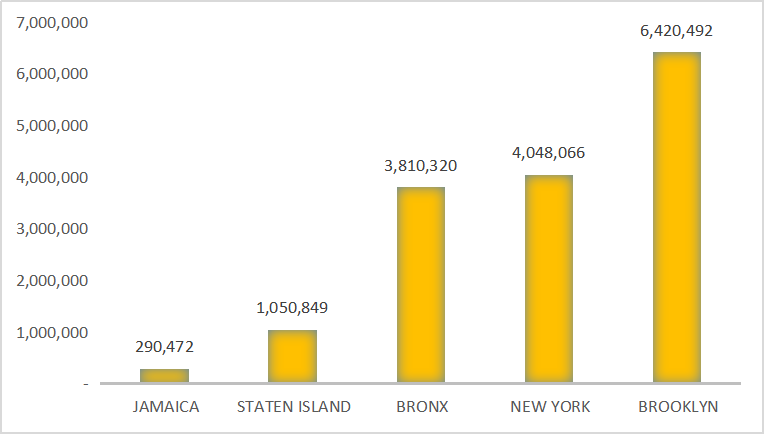 7,000,000
6,000,000
5,000,000
4,000,000
3,000,000
2,000,000
1,000,000
-
290,472
1,050,849
3,810,320
4,048,066
6,420,492
JAMAICA
STATEN ISLAND
BRONX
NEW YORK
BROOKLYN